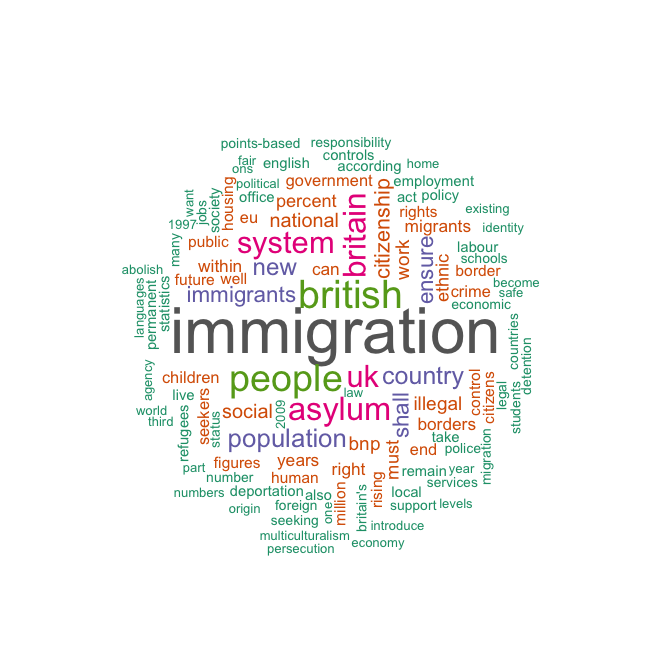 points-based responsibility
fair controls
ons english according home
political government employment
want office percent act policy
jobs society housing eu national britain citizenship rights existing
1997 migrants identity
many public system work labour
within new can ensure ethnic schools
abolish future well border
languages permanent statistics immigrants british crime become
economic safe
immigration
countries
agency children people uk country detention
live law control legal students
world refugees seekers social 2009 asylum shall illegal citizens
third status borders
population bnp take
must end police
part figures years right remain year migration
number human services
numbers deportation also million rising local
origin foreign one britain's support levels
seeking introduce
multiculturalism economy
persecution